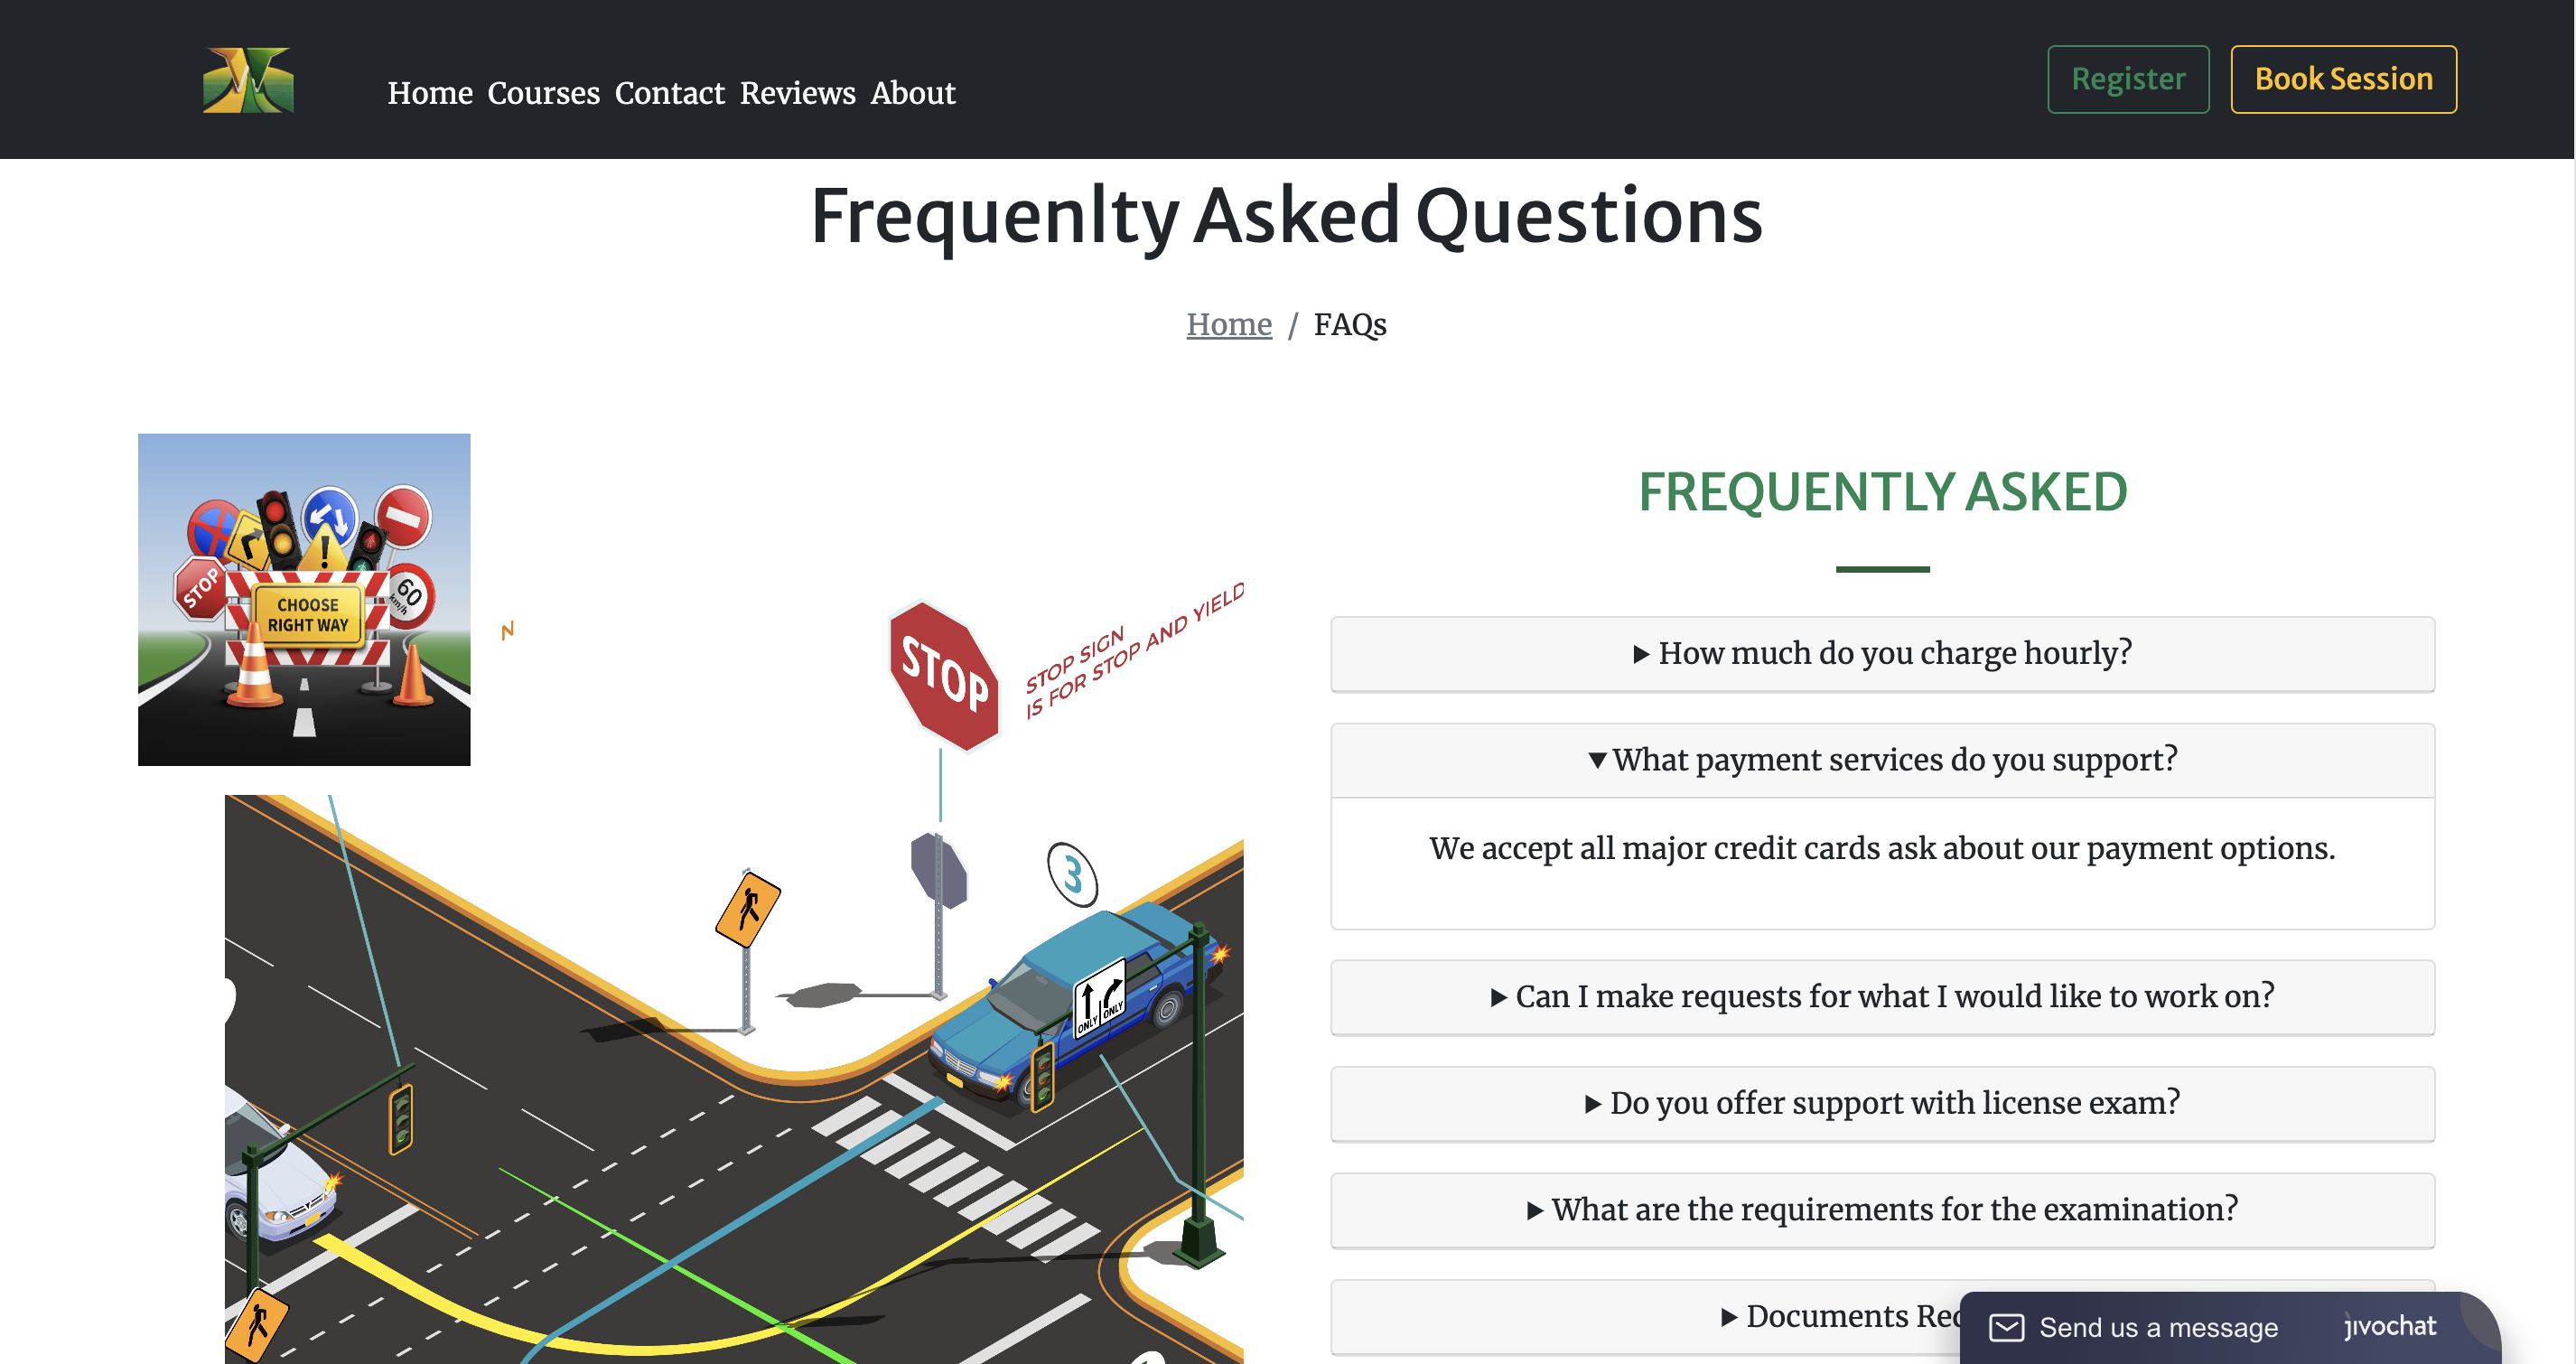 Home Courses Contact Reviews About
Register
Book Session
Frequenlty Asked Questions
Home / FAQs
STOP
60
km/h
CHOOSE
RIGHT WAY
N
STOP
STOP SIGN
IS FOR STOP AND YIELD
3
ONLY ONLY
FREQUENTLY ASKED
How much do you charge hourly?
What payment services do you support?
We accept all major credit cards ask about our payment options.
Can I make requests for what I would like to work on?
Do you offer support with license exam?
What are the requirements for the examination?
Documents Rec
Send us a message
jivochat